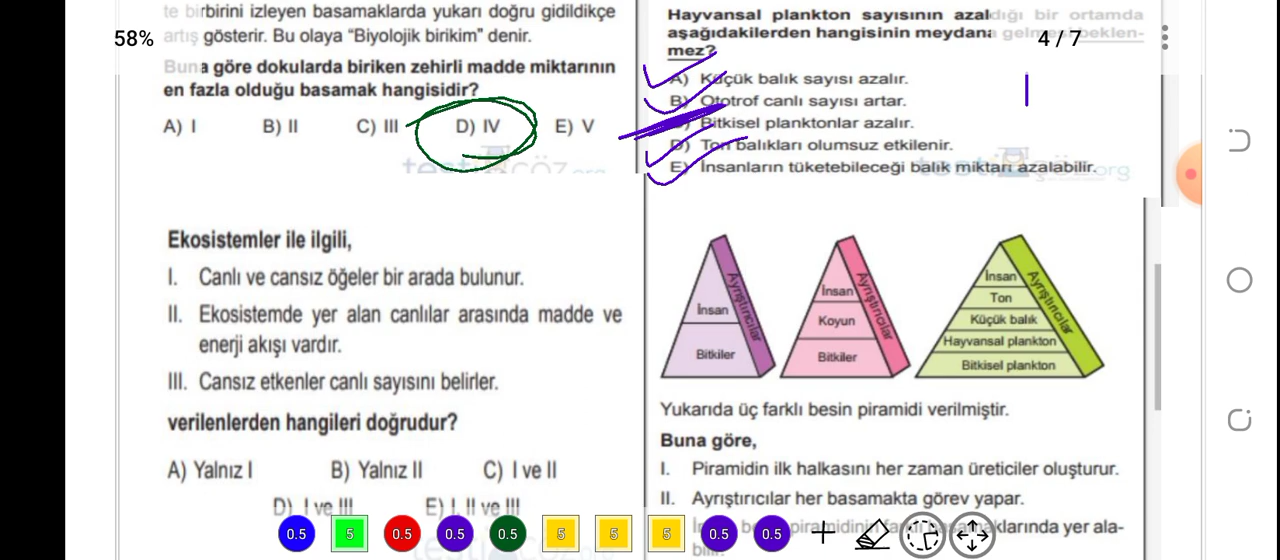 te birbirini izleyen basamaklarda yukarı doğru gidildikçe
artış gösterir. Bu olaya "Biyolojik birikim" denir.
58%
Buna göre dokularda biriken zehirli madde miktarının
en fazla olduğu basamak hangisidir?
A) I B) II C) III D) IV E) V
Hayvansal plankton sayısının azaldığı bir ortamda
aşağıdakilerden hangisinin meydana gelmesi beklen-
mez?
4 / 7
A) Küçük balık sayısı azalır.
B) Ototrof canlı sayısı artar.
Bitkisel planktonlar azalır.
D) Ton balıkları olumsuz etkilenir.
E) İnsanların tüketebileceği balık miktarı azalabilir.
Ekosistemler ile ilgili,
I. Canlı ve cansız öğeler bir arada bulunur.
II. Ekosistemde yer alan canlılar arasında madde ve
enerji akışı vardır.
III. Cansız etkenler canlı sayısını belirler.
verilenlerden hangileri doğrudur?
A) Yalnız I B) Yalnız II C) I ve II
D) I ve III E) I, II ve III
İnsan
Bitkiler
Ayrıştırıcılar
İnsan
Koyun
Bitkiler
Ayrıştırıcılar
İnsan
Ton
Küçük balık
Hayvansal plankton
Bitkisel plankton
Ayrıştırıcılar
Yukarıda üç farklı besin piramidi verilmiştir.
Buna göre,
I. Piramidin ilk halkasını her zaman üreticiler oluşturur.
II. Ayrıştırıcılar her basamakta görev yapar.
piramidinin farklı basamaklarında yer ala-
bilir.
0.5 5 0.5 0.5 0.5 5 5 5 0.5 0.5